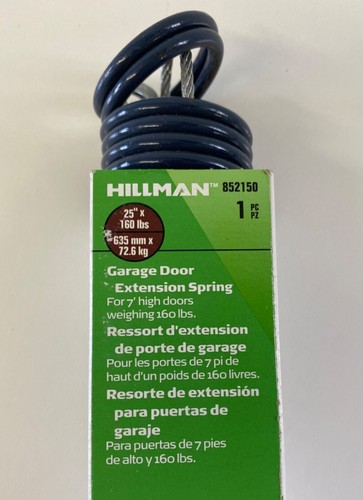 HILLMAN™ 852150
25" x
160 lbs
1 PC
PZ
635 mm x
72.6 kg
Garage Door
Extension Spring
For 7' high doors
weighing 160 lbs.
Ressort d'extension
de porte de garage
Pour les portes de 7 pi de
haut d'un poids de 160 livres.
Resorte de extensión
para puertas de
garaje
Para puertas de 7 pies
de alto y 160 lbs.